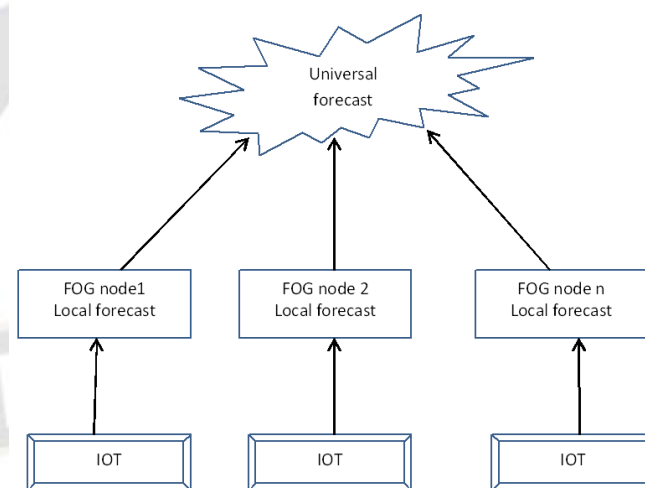 Universal
forecast
FOG node1
Local forecast
FOG node 2
Local forecast
FOG node n
Local forecast
IOT
IOT
IOT